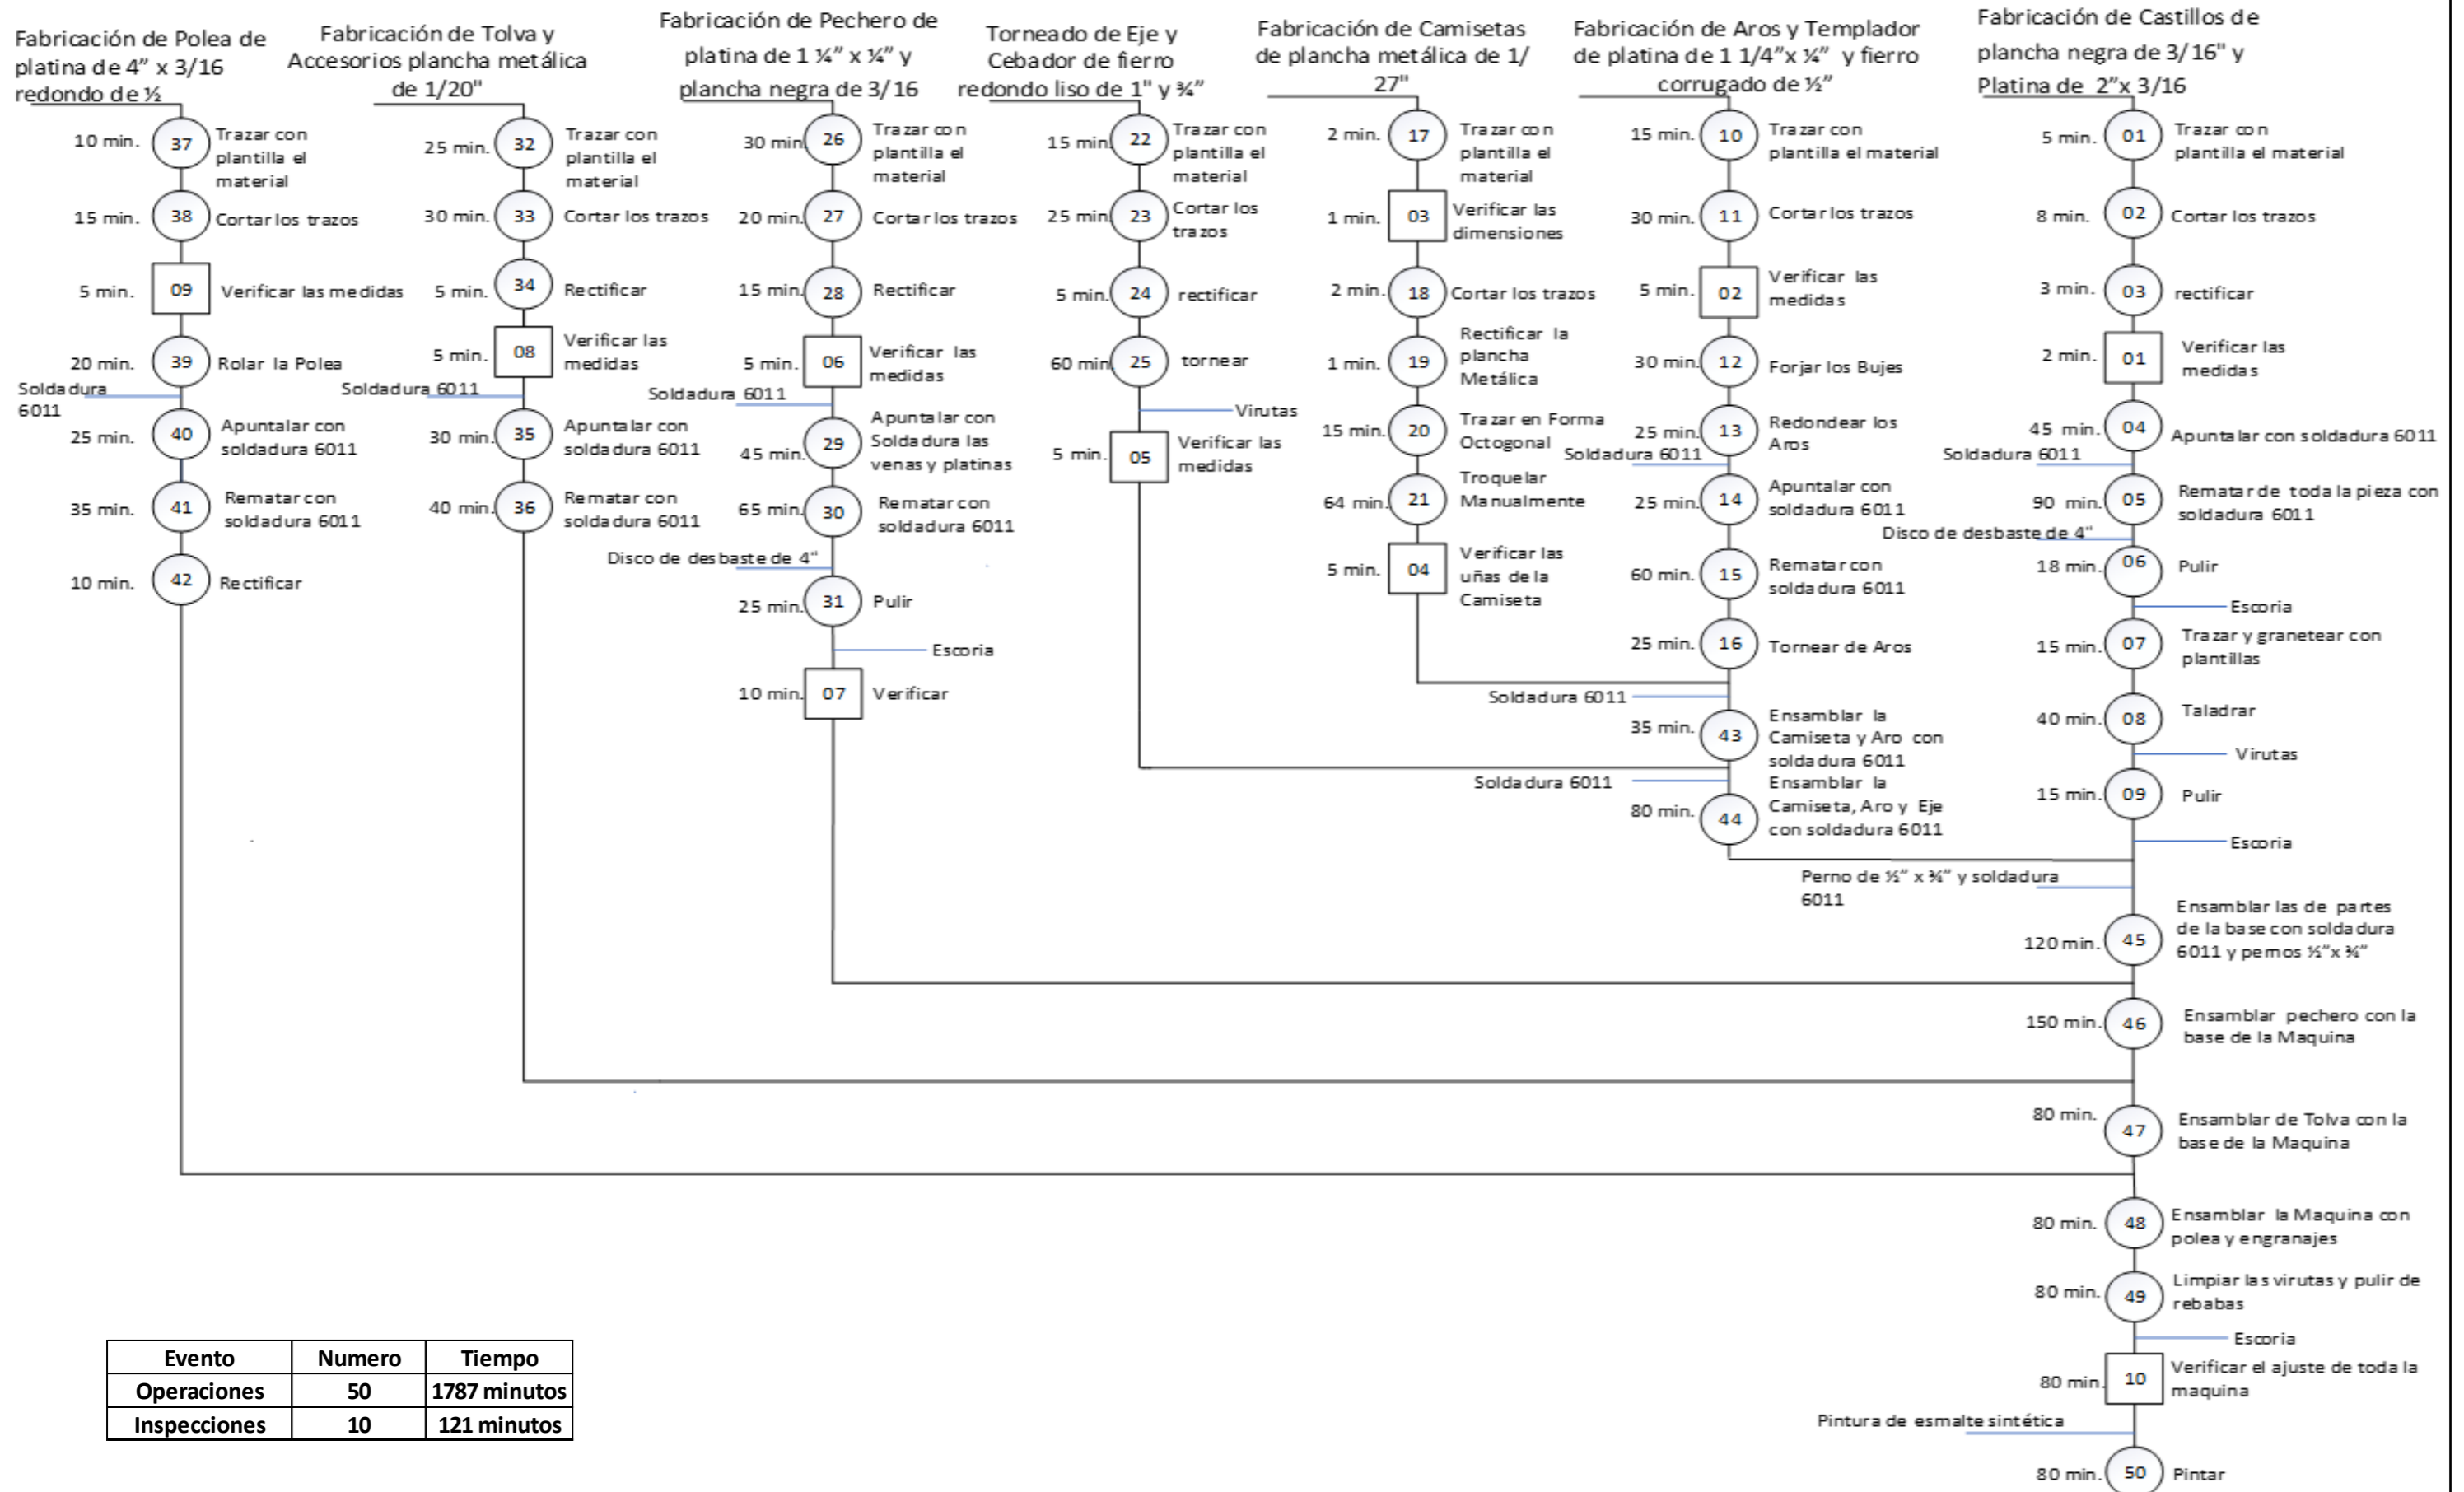 Fabricación de Polea de
platina de 4” x 3/16
redondo de ½
10 min.
37
Trazar con
plantilla el
material
15 min.
38
Cortar los trazos
5 min.
09
Verificar las medidas
20 min.
39
Rolar la Polea
Soldadura
6011
25 min.
40
Apuntalar con
soldadura 6011
35 min.
41
Rematar con
soldadura 6011
10 min.
42
Rectificar
Fabricación de Tolva y
Accesorios plancha metálica
de 1/20"
25 min.
32
Trazar con
plantilla el
material
30 min.
33
Cortar los trazos
5 min.
34
Rectificar
5 min.
08
Verificar las
medidas
Soldadura 6011
30 min.
35
Apuntalar con
soldadura 6011
40 min.
36
Rematar con
soldadura 6011
Fabricación de Pechero de
platina de 1 ¼” x ¼” y
plancha negra de 3/16
30 min.
26
Trazar con
plantilla el
material
20 min.
27
Cortar los trazos
15 min.
28
Rectificar
5 min.
06
Verificar las
medidas
Soldadura 6011
45 min.
29
Apuntalar con
Soldadura las
venas y platinas
65 min.
30
Rematar con
soldadura 6011
Disco de desbaste de 4"
25 min.
31
Pulir
Escoria
10 min.
07
Verificar
Torneado de Eje y
Cebador de fierro
redondo liso de 1" y ¾”
15 min.
22
Trazar con
plantilla el
material
25 min.
23
Cortar los
trazos
5 min.
24
rectificar
60 min.
25
tornear
Virutas
5 min.
05
Verificar las
medidas
Fabricación de Camisetas
de plancha metálica de 1/
27"
2 min.
17
Trazar con
plantilla el
material
1 min.
03
Verificar las
dimensiones
2 min.
18
Cortar los trazos
1 min.
19
Rectificar la
plancha
Metálica
15 min.
20
Trazar en Forma
Octogonal
64 min.
21
Troquelar
Manualmente
5 min.
04
Verificar las
uñas de la
Camiseta
Fabricación de Aros y Templador
de platina de 1 1/4”x ¼” y fierro
corrugado de ½”
15 min.
10
Trazar con
plantilla el material
30 min.
11
Cortar los trazos
5 min.
02
Verificar las
medidas
30 min.
12
Forjar los Bujes
25 min.
13
Redondear los
Aros
Soldadura 6011
25 min.
14
Apuntalar con
soldadura 6011
60 min.
15
Rematar con
soldadura 6011
25 min.
16
Tornear de Aros
Soldadura 6011
35 min.
43
Ensamblar la
Camiseta y Aro con
soldadura 6011
Soldadura 6011
80 min.
44
Ensamblar la
Camiseta, Aro y Eje
con soldadura 6011
Fabricación de Castillos de
plancha negra de 3/16" y
Platina de 2”x 3/16
5 min.
01
Trazar con
plantilla el material
8 min.
02
Cortar los trazos
3 min.
03
rectificar
2 min.
01
Verificar las
medidas
45 min.
04
Apuntalar con soldadura 6011
Soldadura 6011
90 min.
05
Rematar de toda la pieza con
soldadura 6011
Disco de desbaste de 4"
18 min.
06
Pulir
Escoria
15 min.
07
Trazar y granetear con
plantillas
40 min.
08
Taladrar
Virutas
15 min.
09
Pulir
Escoria
Perno de ½” x ¾” y soldadura
6011
120 min.
45
Ensamblar las de partes
de la base con soldadura
6011 y pernos ½”x ¾”
150 min.
46
Ensamblar pechero con la
base de la Maquina
80 min.
47
Ensamblar de Tolva con la
base de la Maquina
80 min.
48
Ensamblar la Maquina con
polea y engranajes
80 min.
49
Limpiar las virutas y pulir de
rebabas
Escoria
80 min.
10
Verificar el ajuste de toda la
maquina
Pintura de esmalte sintética
80 min.
50
Pintar
Evento Numero Tiempo
Operaciones 50 1787 minutos
Inspecciones 10 121 minutos